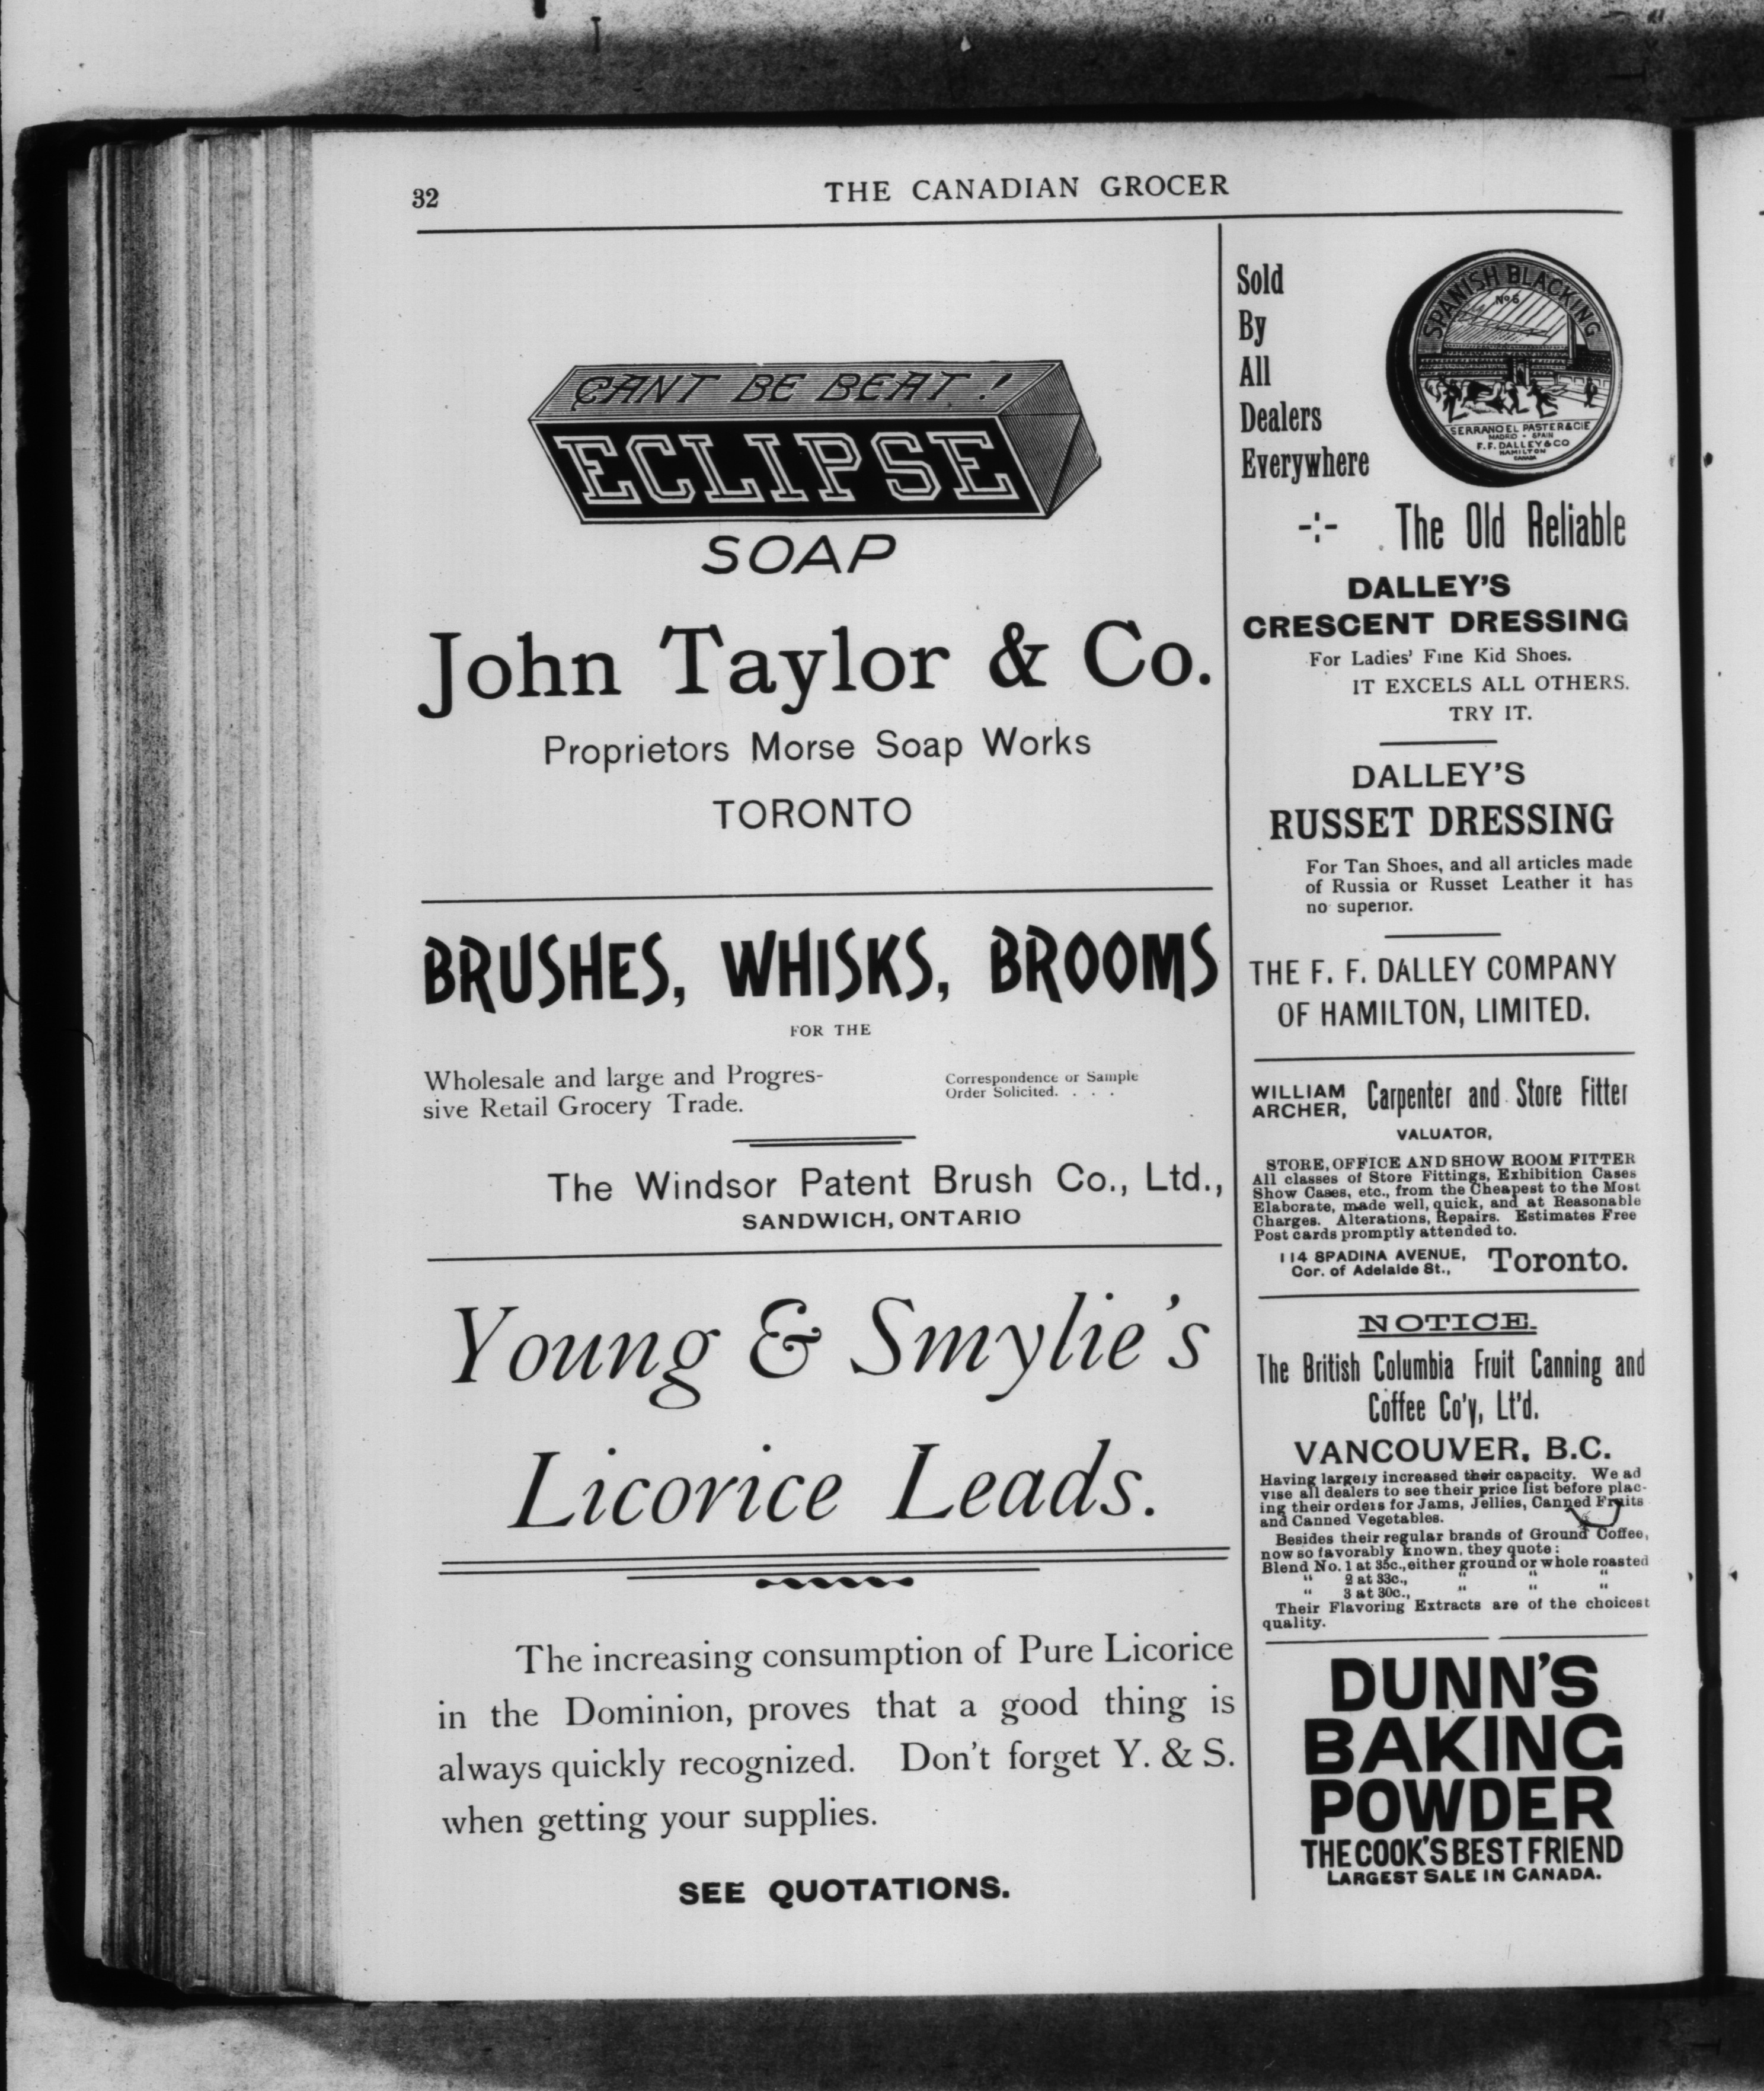 32
THE CANADIAN GROCER
CANT BE BEAT!
ECLIPSE
SOAP
John Taylor & Co.
Proprietors Morse Soap Works
TORONTO
BRUSHES, WHISKS, BROOMS
FOR THE
Wholesale and large and Progres-
sive Retail Grocery Trade.
Correspondence or Sample
Order Solicited. . . .
The Windsor Patent Brush Co., Ltd.,
SANDWICH, ONTARIO
Young & Smylie's
Licorice Leads.
The increasing consumption of Pure Licorice
in the Dominion, proves that a good thing is
always quickly recognized. Don't forget Y. & S.
when getting your supplies.
SEE QUOTATIONS.
Sold
By
All
Dealers
Everywhere
SPANISH BLACKING
No 5
SERRANO EL PASTER & CIE
MADRID • SPAIN
F. F. DALLEY & CO
HAMILTON
CANADA
The Old Reliable
DALLEY'S
CRESCENT DRESSING
For Ladies' Fine Kid Shoes.
IT EXCELS ALL OTHERS.
TRY IT.
DALLEY'S
RUSSET DRESSING
For Tan Shoes, and all articles made
of Russia or Russet Leather it has
no superior.
THE F. F. DALLEY COMPANY
OF HAMILTON, LIMITED.
WILLIAM ARCHER, Carpenter and Store Fitter
VALUATOR,
STORE, OFFICE AND SHOW ROOM FITTER
All classes of Store Fittings, Exhibition Cases
Show Cases, etc., from the Cheapest to the Most
Elaborate, made well, quick, and at Reasonable
Charges. Alterations, Repairs. Estimates Free
Post cards promptly attended to.
114 SPADINA AVENUE,
Cor. of Adelaide St., Toronto.
NOTICE.
The British Columbia Fruit Canning and
Coffee Co'y, Lt'd.
VANCOUVER, B.C.
Having largely increased their capacity. We ad
vise all dealers to see their price list before plac-
ing their orders for Jams, Jellies, Canned Fruits
and Canned Vegetables.
Besides their regular brands of Ground Coffee,
now so favorably known, they quote:
Blend No. 1 at 35c., either ground or whole roasted
" 2 at 33c., " " "
" 3 at 30c., " " "
Their Flavoring Extracts are of the choicest
quality.
DUNN'S
BAKING
POWDER
THE COOK'S BEST FRIEND
LARGEST SALE IN CANADA.